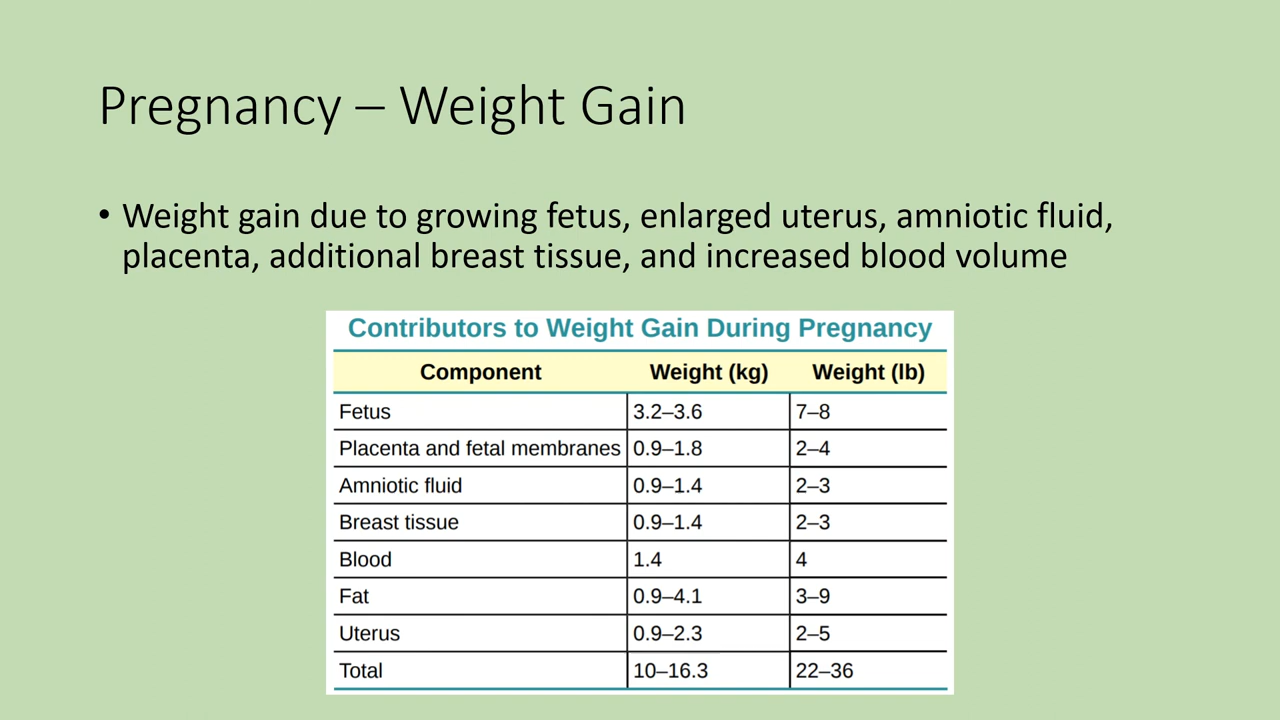 Pregnancy – Weight Gain
• Weight gain due to growing fetus, enlarged uterus, amniotic fluid,
placenta, additional breast tissue, and increased blood volume
Contributors to Weight Gain During Pregnancy
Component Weight (kg) Weight (lb)
Fetus 3.2–3.6 7–8
Placenta and fetal membranes 0.9–1.8 2–4
Amniotic fluid 0.9–1.4 2–3
Breast tissue 0.9–1.4 2–3
Blood 1.4 4
Fat 0.9–4.1 3–9
Uterus 0.9–2.3 2–5
Total 10–16.3 22–36